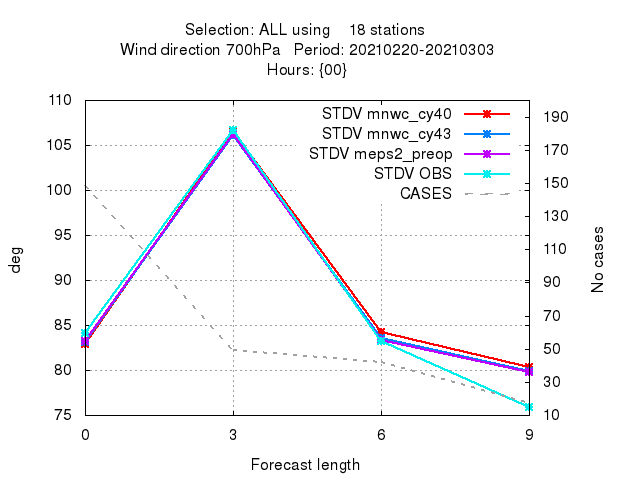 Selection: ALL using    18 stations
Wind direction 700hPa   Period: 20210220-20210303
Hours: {00}
STDV mnwc_cy40
STDV mnwc_cy43
STDV meps2_preop
STDV OBS
CASES
deg
110
105
100
95
90
85
80
75
No cases
190
170
150
130
110
90
70
50
30
10
0 3 6 9
Forecast length